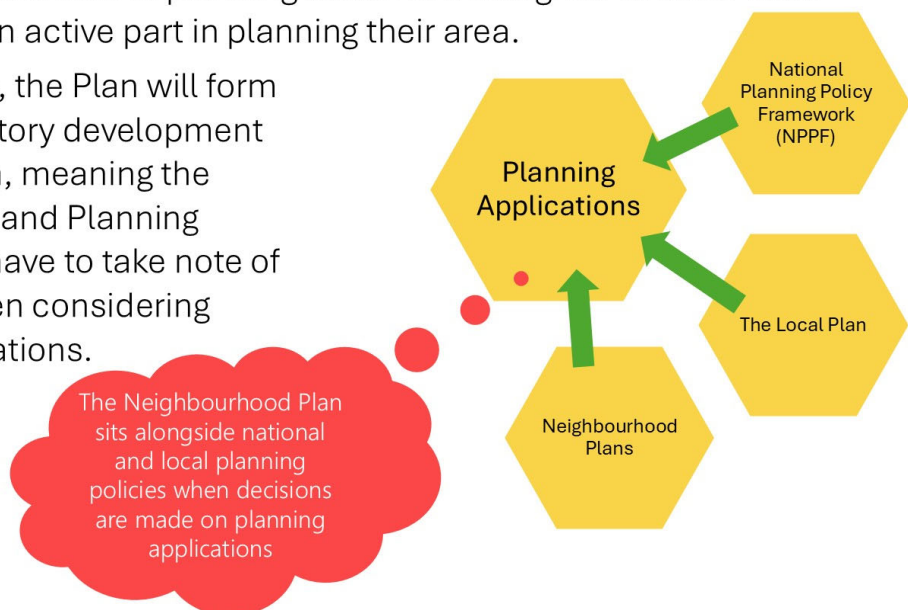 n active part in planning their area.
, the Plan will form
tory development
, meaning the
and Planning
have to take note of
en considering
ations.
National
Planning Policy
Framework
(NPPF)
Planning
Applications
The Local Plan
Neighbourhood
Plans
The Neighbourhood Plan
sits alongside national
and local planning
policies when decisions
are made on planning
applications